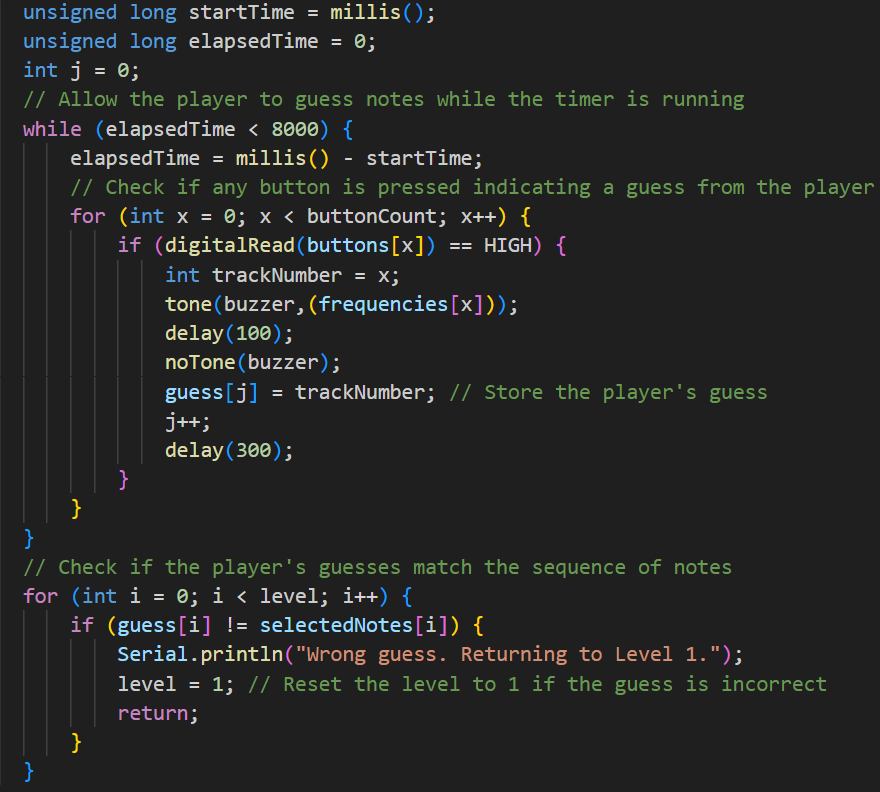 unsigned long startTime = millis();
unsigned long elapsedTime = 0;
int j = 0;
// Allow the player to guess notes while the timer is running
while (elapsedTime < 8000) {
    elapsedTime = millis() - startTime;
    // Check if any button is pressed indicating a guess from the player
    for (int x = 0; x < buttonCount; x++) {
        if (digitalRead(buttons[x]) == HIGH) {
            int trackNumber = x;
            tone(buzzer,(frequencies[x]));
            delay(100);
            noTone(buzzer);
            guess[j] = trackNumber; // Store the player's guess
            j++;
            delay(300);
        }
    }
}
// Check if the player's guesses match the sequence of notes
for (int i = 0; i < level; i++) {
    if (guess[i] != selectedNotes[i]) {
        Serial.println("Wrong guess. Returning to Level 1.");
        level = 1; // Reset the level to 1 if the guess is incorrect
        return;
    }
}